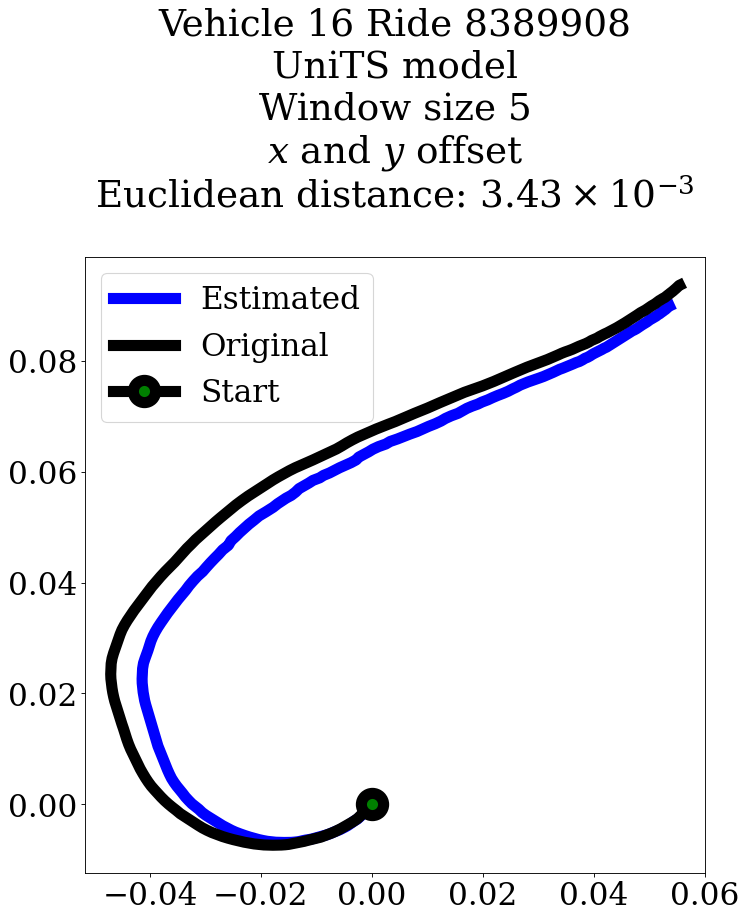 Vehicle 16 Ride 8389908
UniTS model
Window size 5
x and y offset
Euclidean distance: 3.43 × 10⁻³
Estimated
Original
Start
0.08
0.06
0.04
0.02
0.00
−0.04 −0.02 0.00 0.02 0.04 0.06